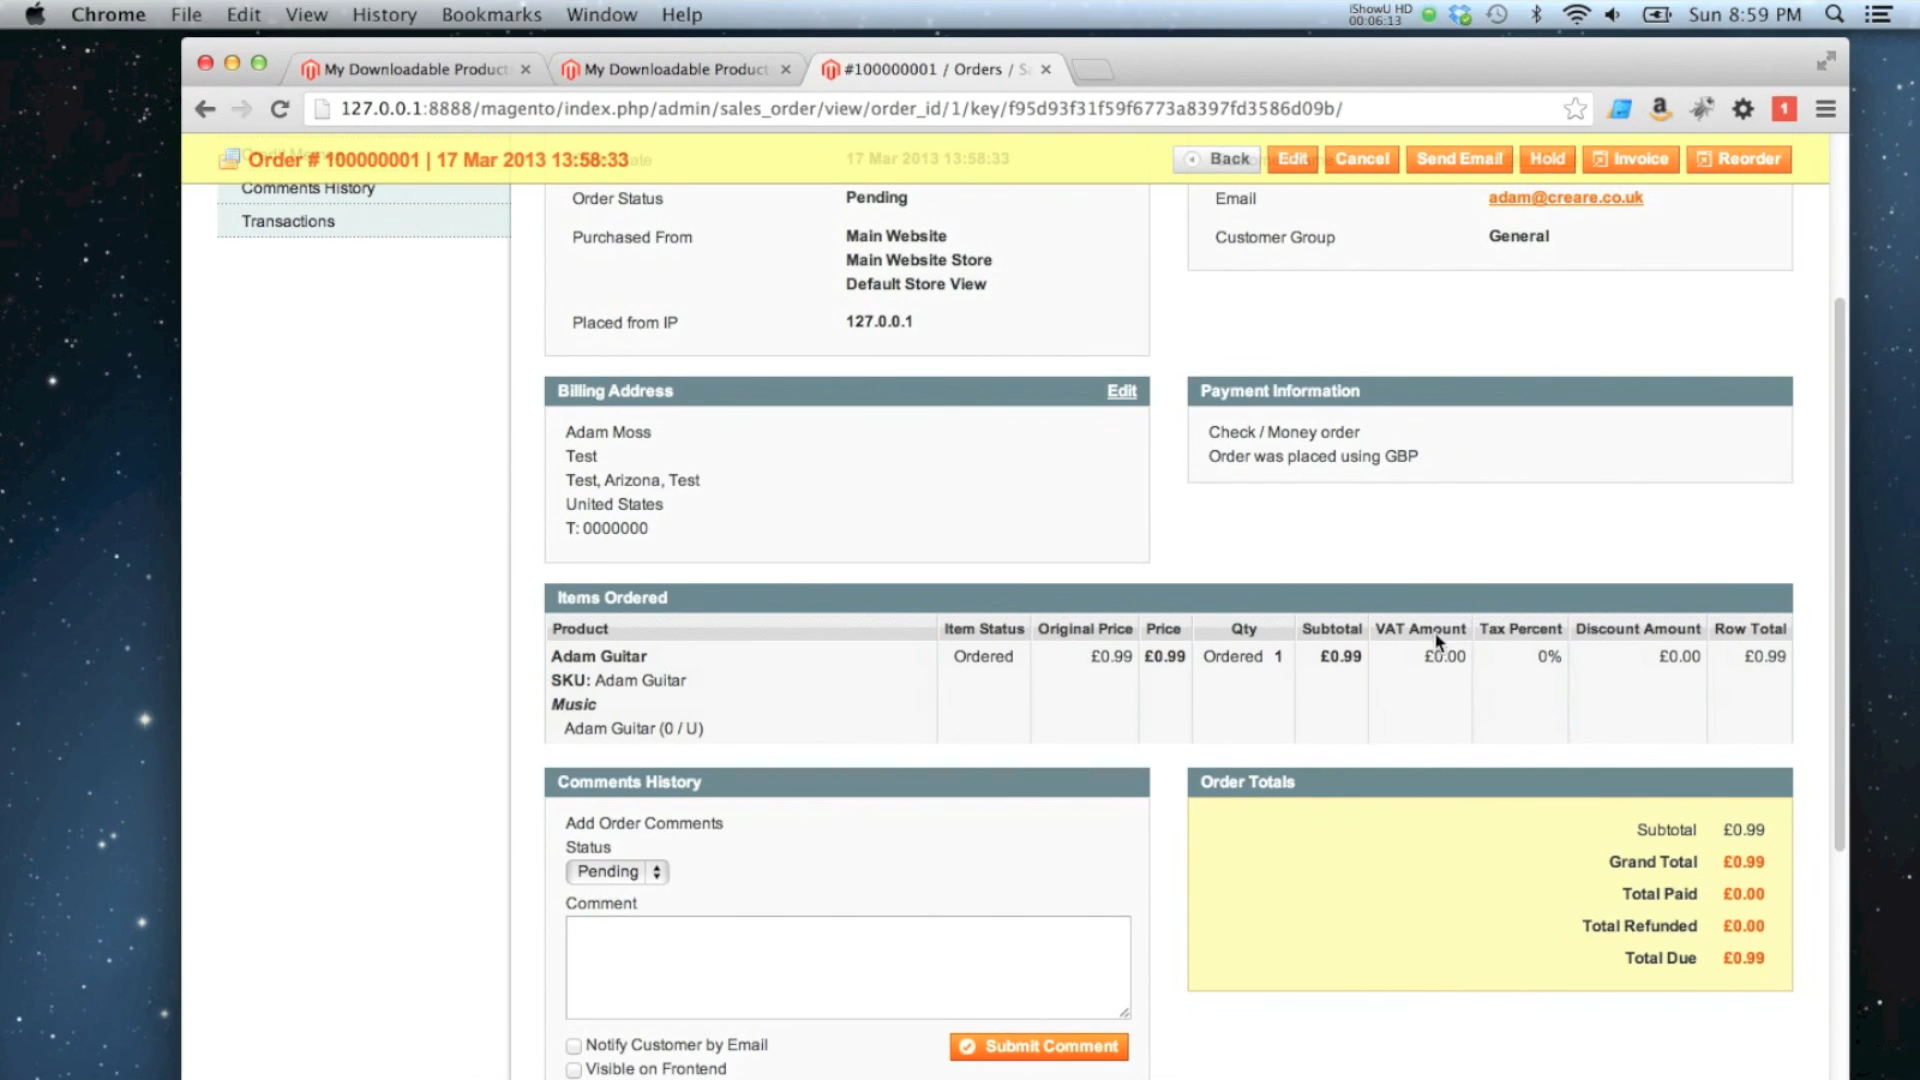 Chrome File Edit View History Bookmarks Window Help
iShowU HD
00:06:13
Sun 8:59 PM
My Downloadable Product
My Downloadable Product
#100000001 / Orders / S
127.0.0.1:8888/magento/index.php/admin/sales_order/view/order_id/1/key/f95d93f31f59f6773a8397fd3586d09b/
1
Order # 100000001 | 17 Mar 2013 13:58:33
17 Mar 2013 13:58:33
Back Edit Cancel Send Email Hold Invoice Reorder
Comments History
Transactions
Order Status Pending
Purchased From Main Website
Main Website Store
Default Store View
Placed from IP 127.0.0.1
Email adam@creare.co.uk
Customer Group General
Billing Address Edit
Adam Moss
Test
Test, Arizona, Test
United States
T: 0000000
Payment Information
Check / Money order
Order was placed using GBP
Items Ordered
Product Item Status Original Price Price Qty Subtotal VAT Amount Tax Percent Discount Amount Row Total
Adam Guitar Ordered £0.99 £0.99 Ordered 1 £0.99 £0.00 0% £0.00 £0.99
SKU: Adam Guitar
Music
Adam Guitar (0 / U)
Comments History
Add Order Comments
Status
Pending
Comment
Notify Customer by Email
Visible on Frontend
Submit Comment
Order Totals
Subtotal £0.99
Grand Total £0.99
Total Paid £0.00
Total Refunded £0.00
Total Due £0.99